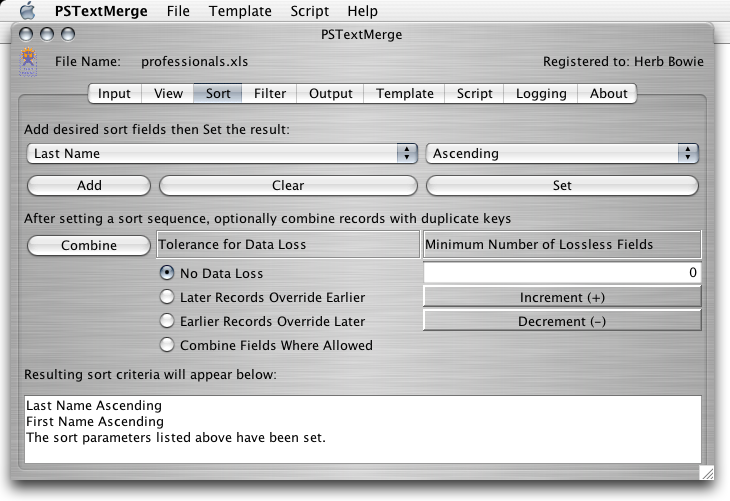 PSTextMerge File Template Script Help
PSTextMerge
File Name: professionals.xls Registered to: Herb Bowie
Input View Sort Filter Output Template Script Logging About
Add desired sort fields then Set the result:
Last Name Ascending
Add Clear Set
After setting a sort sequence, optionally combine records with duplicate keys
Combine Tolerance for Data Loss Minimum Number of Lossless Fields
No Data Loss 0
Later Records Override Earlier Increment (+)
Earlier Records Override Later Decrement (-)
Combine Fields Where Allowed
Resulting sort criteria will appear below:
Last Name Ascending
First Name Ascending
The sort parameters listed above have been set.